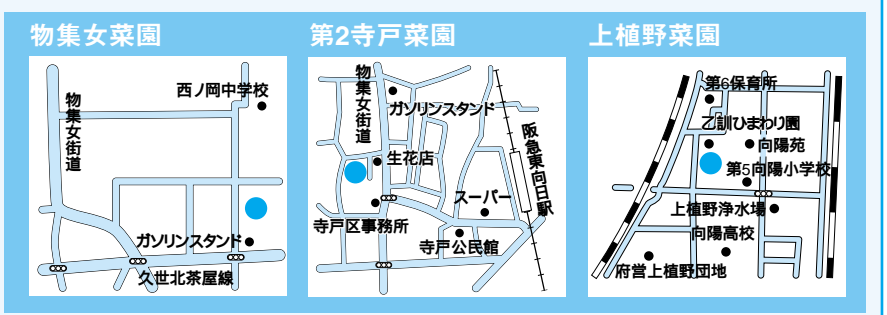 物集女菜園
西ノ岡中学校
物集女街道
ガソリンスタンド
久世北茶屋線
第2寺戸菜園
物集女街道
ガソリンスタンド
阪急東向日駅
生花店
スーパー
寺戸区事務所
寺戸公民館
上植野菜園
第6保育所
乙訓ひまわり園
向陽苑
第5向陽小学校
上植野浄水場
向陽高校
府営上植野団地